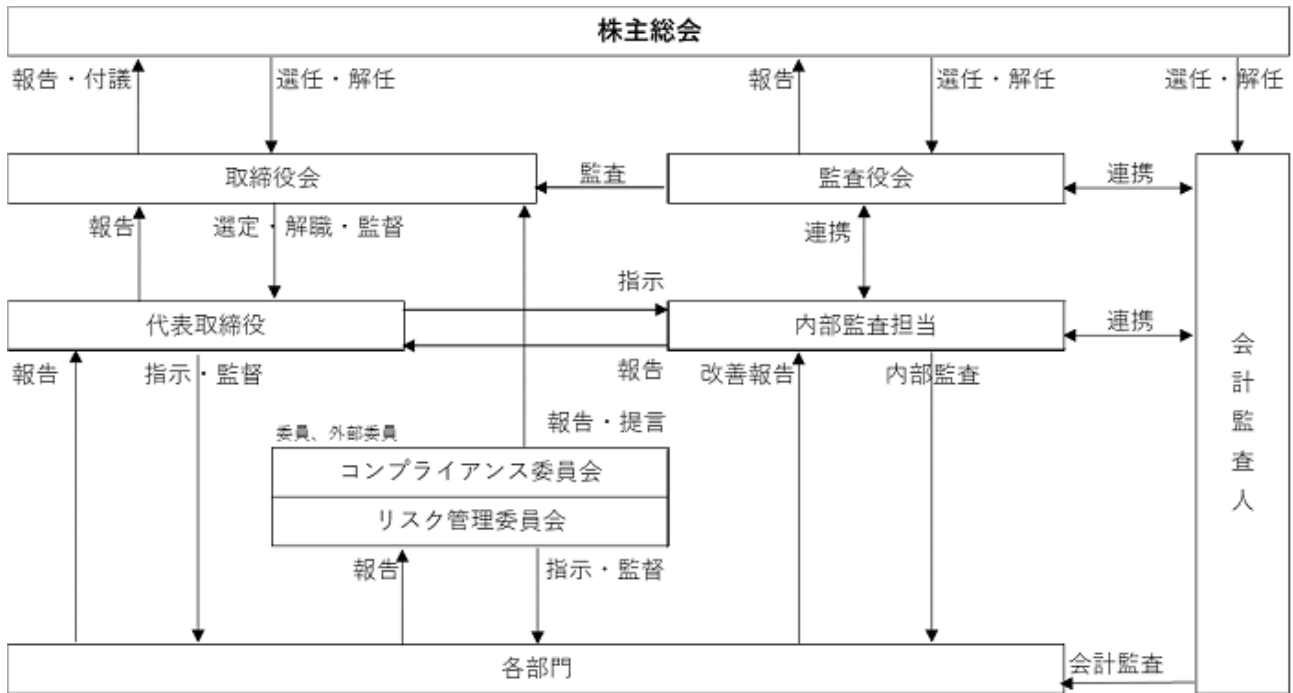 株主総会
報告・付議
選任・解任
報告
選任・解任
選任・解任
取締役会
監査
監査役会
連携
報告
選定・解職・監督
連携
指示
代表取締役
内部監査担当
連携
報告
指示・監督
報告
改善報告
内部監査
会計監査人
報告・提言
委員、外部委員
コンプライアンス委員会
リスク管理委員会
報告
指示・監督
各部門
会計監査